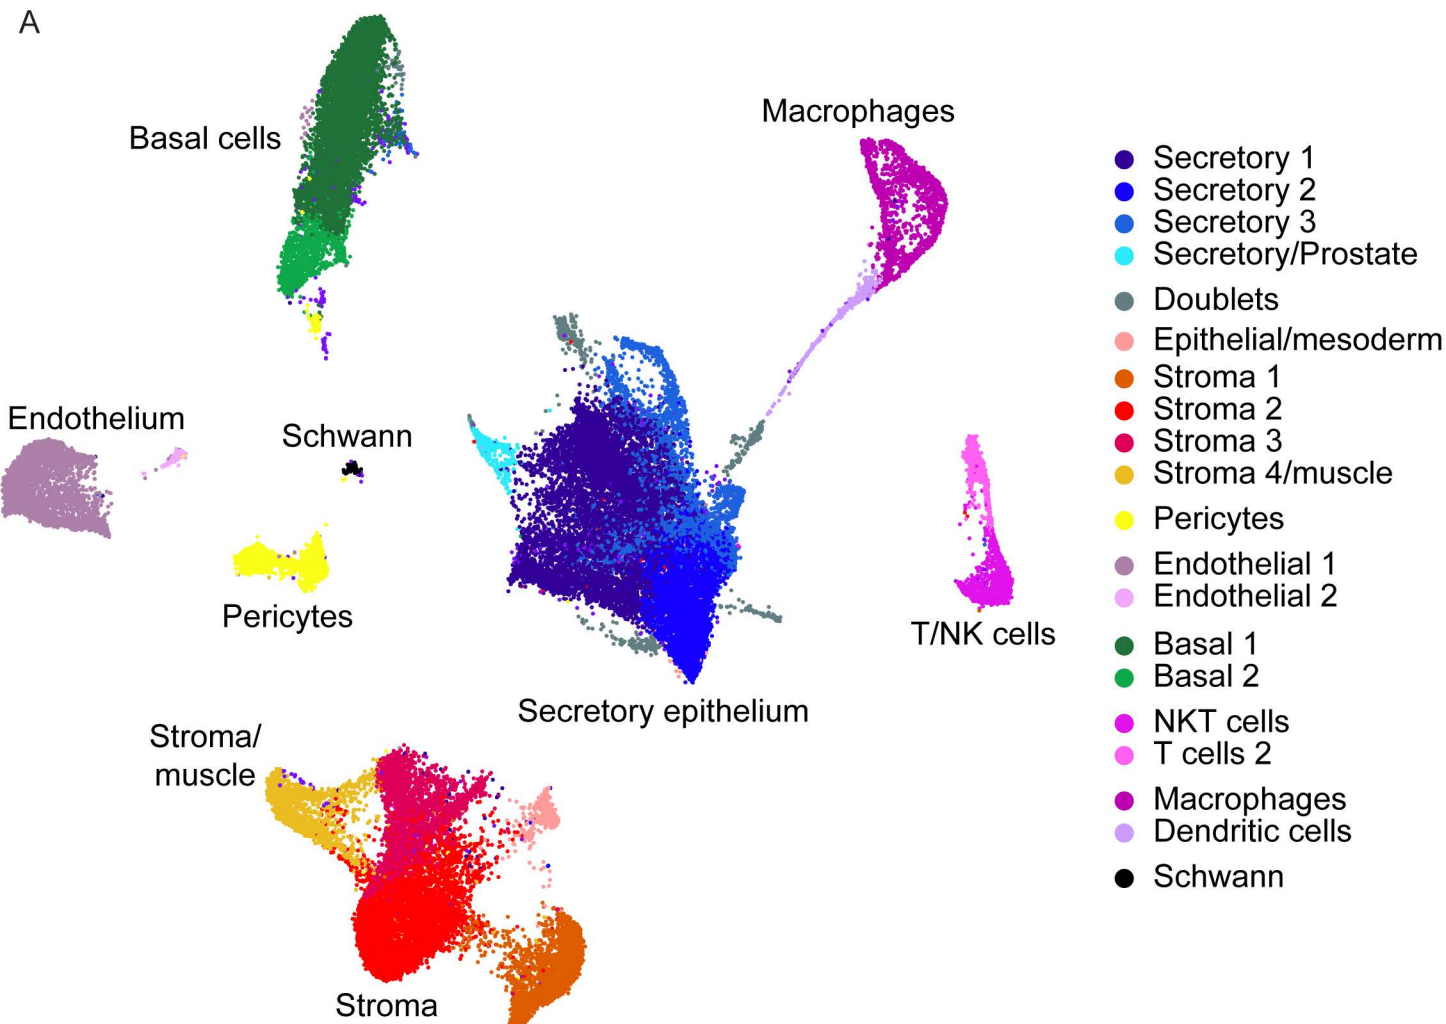 A
Basal cells
Macrophages
Endothelium
Schwann
Pericytes
T/NK cells
Secretory epithelium
Stroma/
muscle
Stroma
Secretory 1
Secretory 2
Secretory 3
Secretory/Prostate
Doublets
Epithelial/mesoderm
Stroma 1
Stroma 2
Stroma 3
Stroma 4/muscle
Pericytes
Endothelial 1
Endothelial 2
Basal 1
Basal 2
NKT cells
T cells 2
Macrophages
Dendritic cells
Schwann